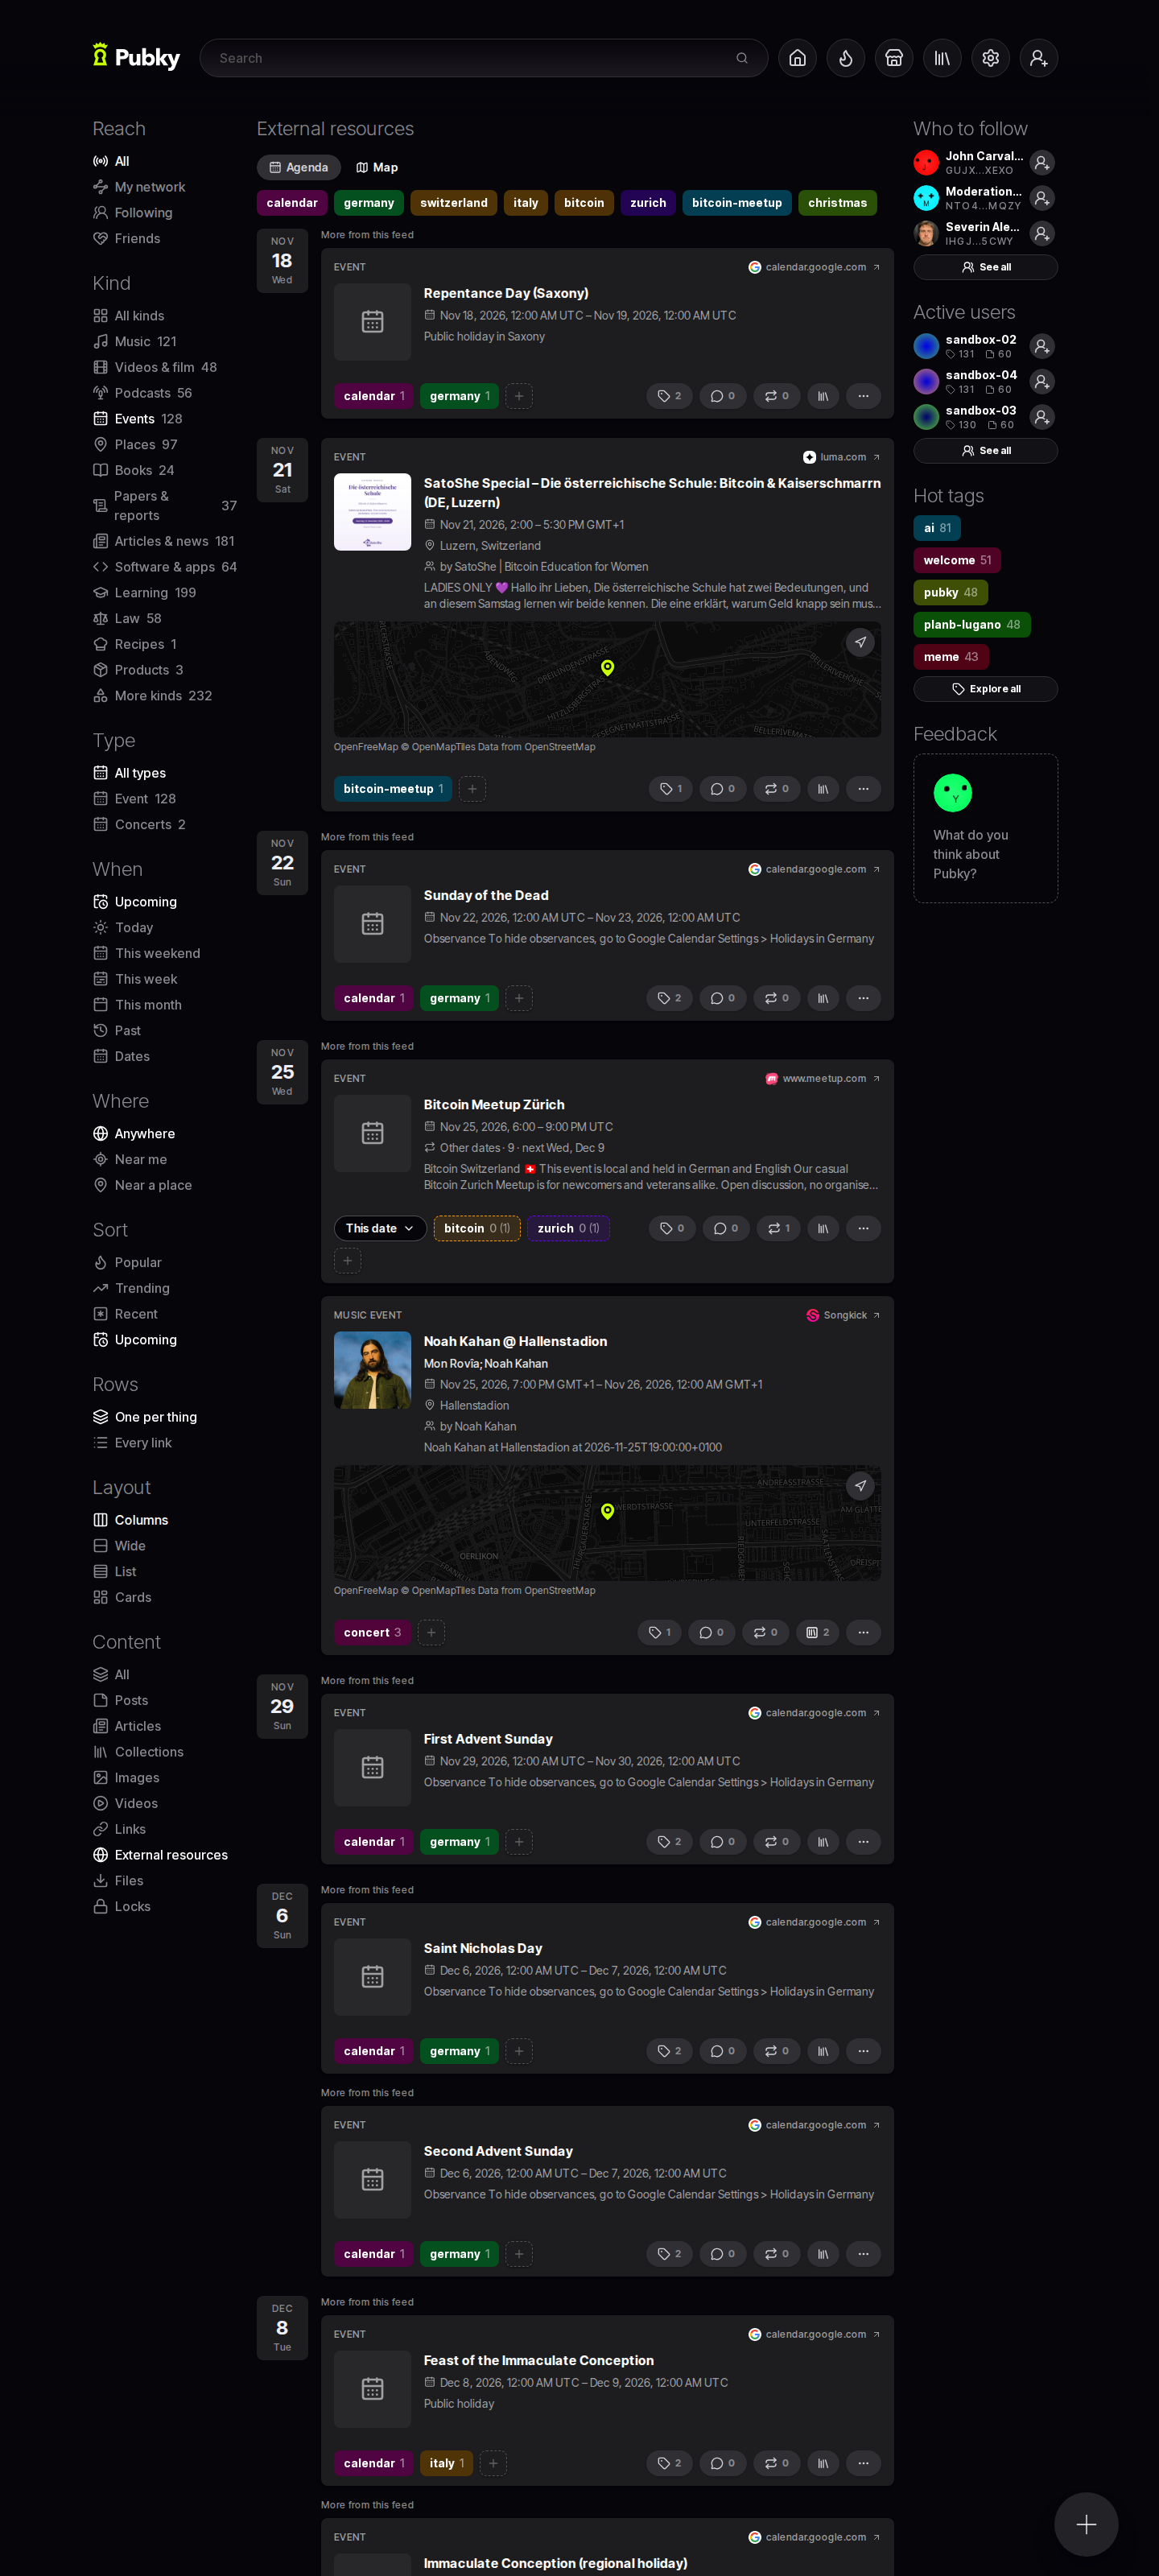 Pubky
Search
Reach
All
My network
Following
Friends
Kind
All kinds
Music 121
Videos & film 48
Podcasts 56
Events 128
Places 97
Books 24
Papers &
reports 37
Articles & news 181
Software & apps 64
Learning 199
Law 58
Recipes 1
Products 3
More kinds 232
Type
All types
Event 128
Concerts 2
When
Upcoming
Today
This weekend
This week
This month
Past
Dates
Where
Anywhere
Near me
Near a place
Sort
Popular
Trending
Recent
Upcoming
Rows
One per thing
Every link
Layout
Columns
Wide
List
Cards
Content
All
Posts
Articles
Collections
Images
Videos
Links
External resources
Files
Locks
External resources
Agenda Map
calendar germany switzerland italy bitcoin zurich bitcoin-meetup christmas
NOV
18
Wed
More from this feed
EVENT calendar.google.com
Repentance Day (Saxony)
Nov 18, 2026, 12:00 AM UTC – Nov 19, 2026, 12:00 AM UTC
Public holiday in Saxony
calendar 1 germany 1 2 0 0
NOV
21
Sat
EVENT luma.com
Die österreichische
Schule
SatoShe Special – Die österreichische Schule: Bitcoin & Kaiserschmarrn
(DE, Luzern)
Nov 21, 2026, 2:00 – 5:30 PM GMT+1
Luzern, Switzerland
by SatoShe | Bitcoin Education for Women
LADIES ONLY 💜 Hallo ihr Lieben, Die österreichische Schule hat zwei Bedeutungen, und
an diesem Samstag lernen wir beide kennen. Die eine erklärt, warum Geld knapp sein mus...
ABENDWEG
DREILINDENSTRASSE
HITZLISBERGSTRASSE
GESEGNETMATTSTRASSE
BELLERIVEHÖHE
BELLERIVEMATTE
OpenFreeMap © OpenMapTiles Data from OpenStreetMap
bitcoin-meetup 1 1 0 0
NOV
22
Sun
More from this feed
EVENT calendar.google.com
Sunday of the Dead
Nov 22, 2026, 12:00 AM UTC – Nov 23, 2026, 12:00 AM UTC
Observance To hide observances, go to Google Calendar Settings > Holidays in Germany
calendar 1 germany 1 2 0 0
NOV
25
Wed
More from this feed
EVENT www.meetup.com
Bitcoin Meetup Zürich
Nov 25, 2026, 6:00 – 9:00 PM UTC
Other dates · 9 · next Wed, Dec 9
Bitcoin Switzerland 🇨🇭 This event is local and held in German and English Our casual
Bitcoin Zurich Meetup is for newcomers and veterans alike. Open discussion, no organise...
This date bitcoin 0 (1) zurich 0 (1) 0 0 1
MUSIC EVENT Songkick
Noah Kahan @ Hallenstadion
Mon Rovîa; Noah Kahan
Nov 25, 2026, 7:00 PM GMT+1 – Nov 26, 2026, 12:00 AM GMT+1
Hallenstadion
by Noah Kahan
Noah Kahan at Hallenstadion at 2026-11-25T19:00:00+0100
ANDREASSTRASSE
WERDTSTRASSE
AM GLATTE
UNTERFELDSTRASSE
THURGAUERSTRASSE
OERLIKON
OpenFreeMap © OpenMapTiles Data from OpenStreetMap
concert 3 1 0 0 2
NOV
29
Sun
More from this feed
EVENT calendar.google.com
First Advent Sunday
Nov 29, 2026, 12:00 AM UTC – Nov 30, 2026, 12:00 AM UTC
Observance To hide observances, go to Google Calendar Settings > Holidays in Germany
calendar 1 germany 1 2 0 0
DEC
6
Sun
More from this feed
EVENT calendar.google.com
Saint Nicholas Day
Dec 6, 2026, 12:00 AM UTC – Dec 7, 2026, 12:00 AM UTC
Observance To hide observances, go to Google Calendar Settings > Holidays in Germany
calendar 1 germany 1 2 0 0
More from this feed
EVENT calendar.google.com
Second Advent Sunday
Dec 6, 2026, 12:00 AM UTC – Dec 7, 2026, 12:00 AM UTC
Observance To hide observances, go to Google Calendar Settings > Holidays in Germany
calendar 1 germany 1 2 0 0
DEC
8
Tue
More from this feed
EVENT calendar.google.com
Feast of the Immaculate Conception
Dec 8, 2026, 12:00 AM UTC – Dec 9, 2026, 12:00 AM UTC
Public holiday
calendar 1 italy 1 2 0 0
More from this feed
EVENT calendar.google.com
Immaculate Conception (regional holiday)
Who to follow
John Carval...
GUJX...XEXO
Moderation...
NTO4...MQZY
Severin Ale...
IHGJ...5CWY
See all
Active users
sandbox-02
131 60
sandbox-04
131 60
sandbox-03
130 60
See all
Hot tags
ai 81
welcome 51
pubky 48
planb-lugano 48
meme 43
Explore all
Feedback
What do you
think about
Pubky?